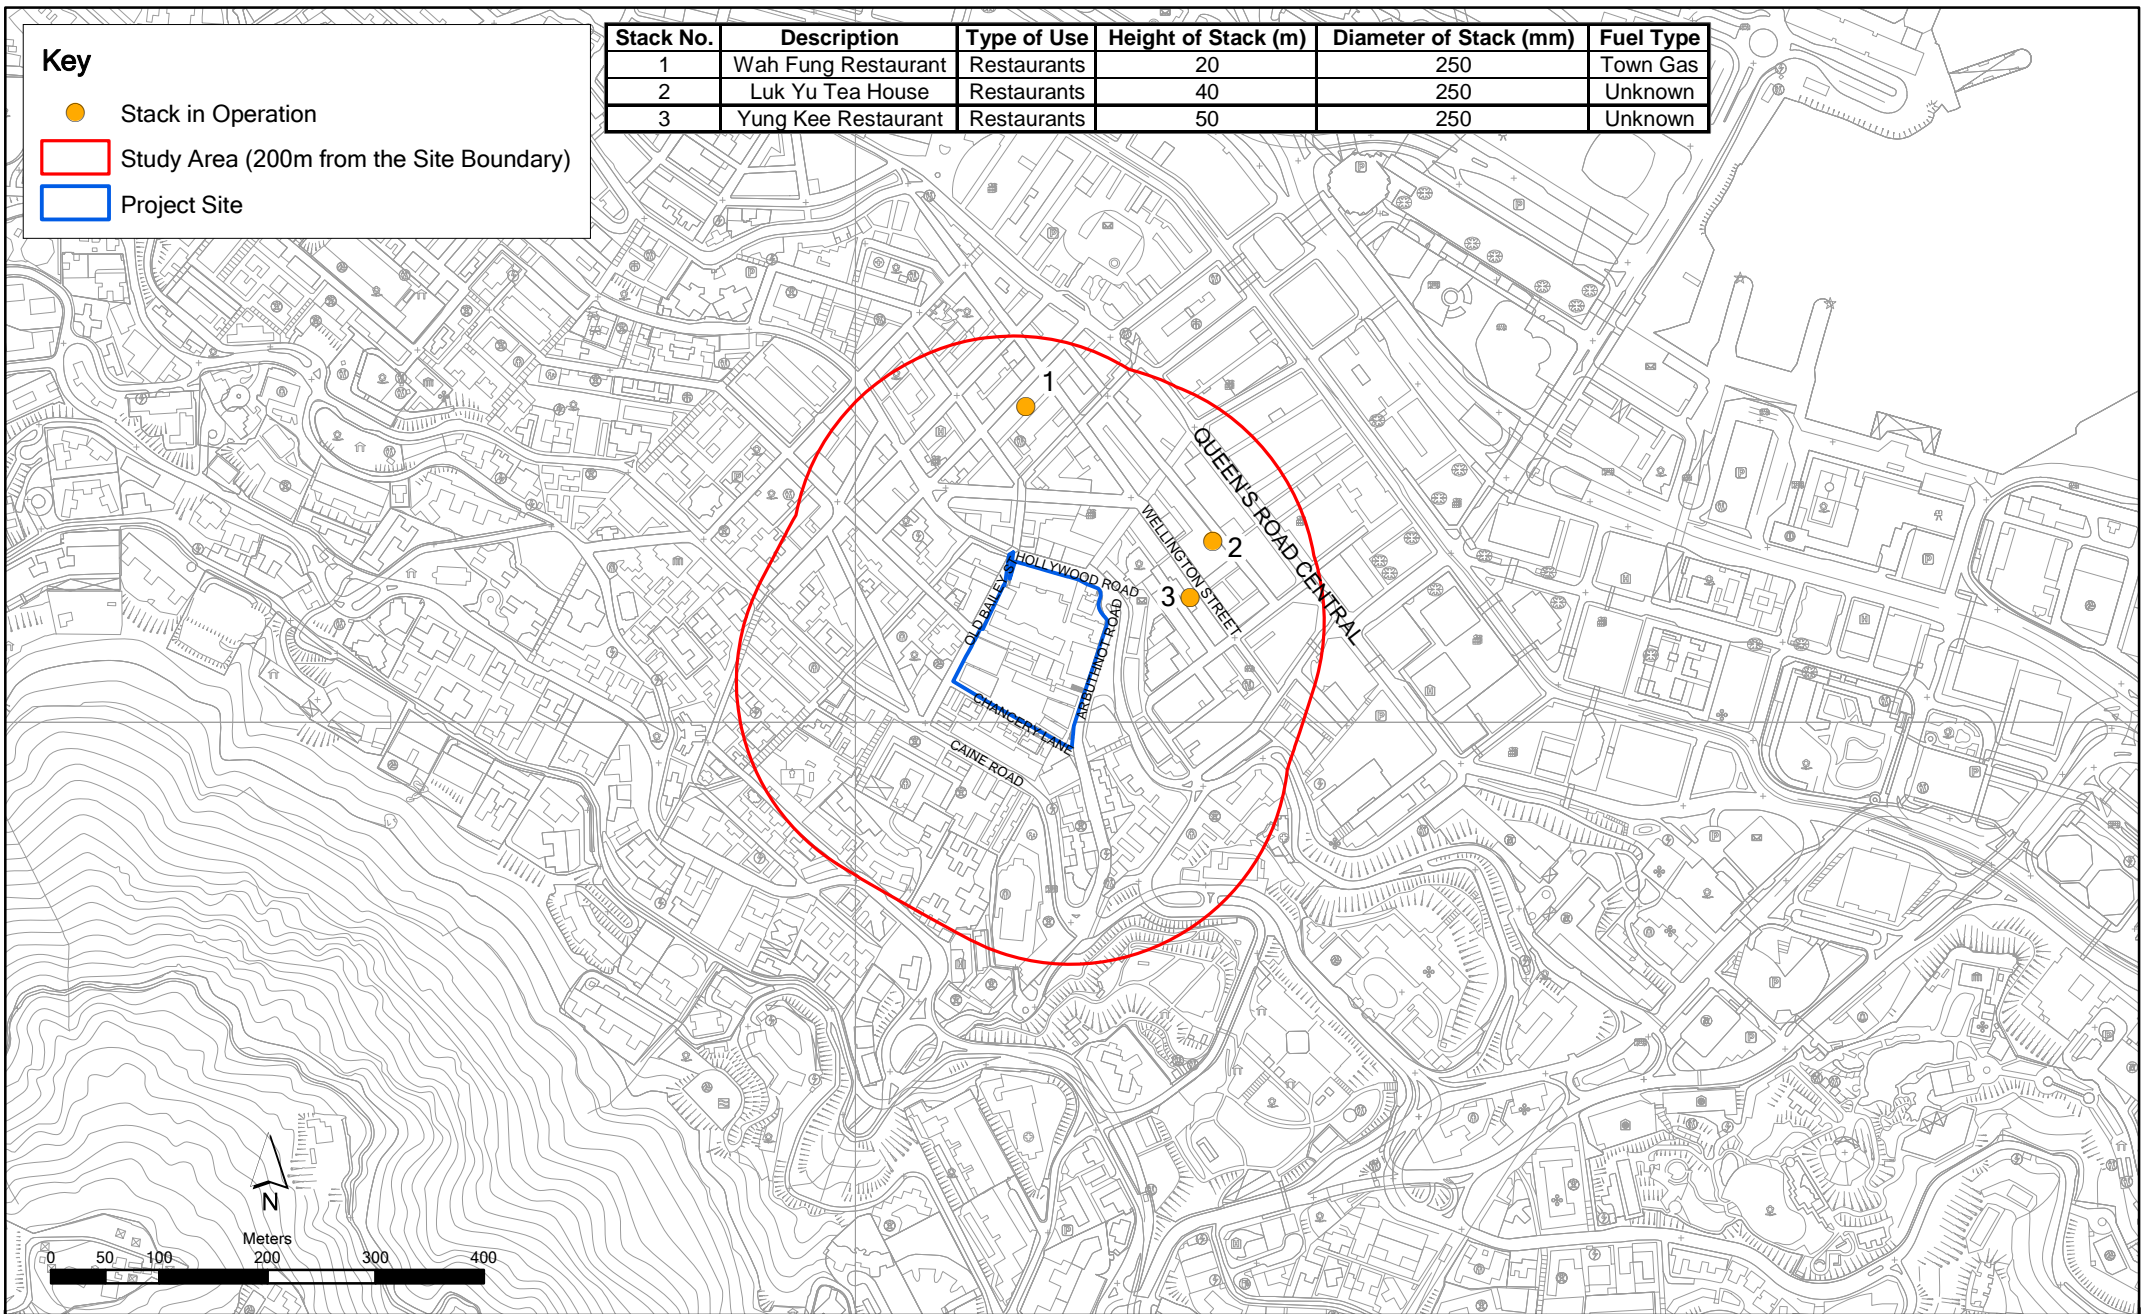 Key
Stack in Operation
Study Area (200m from the Site Boundary)
Project Site
Stack No. Description Type of Use Height of Stack (m) Diameter of Stack (mm) Fuel Type
1 Wah Fung Restaurant Restaurants 20 250 Town Gas
2 Luk Yu Tea House Restaurants 40 250 Unknown
3 Yung Kee Restaurant Restaurants 50 250 Unknown
1
QUEEN'S ROAD CENTRAL
WELLINGTON STREET
2
HOLLYWOOD ROAD
3
OLD BAILEY ST
ARBUTHNOT ROAD
CHANCERY LANE
CAINE ROAD
N
Meters
0 50 100 200 300 400